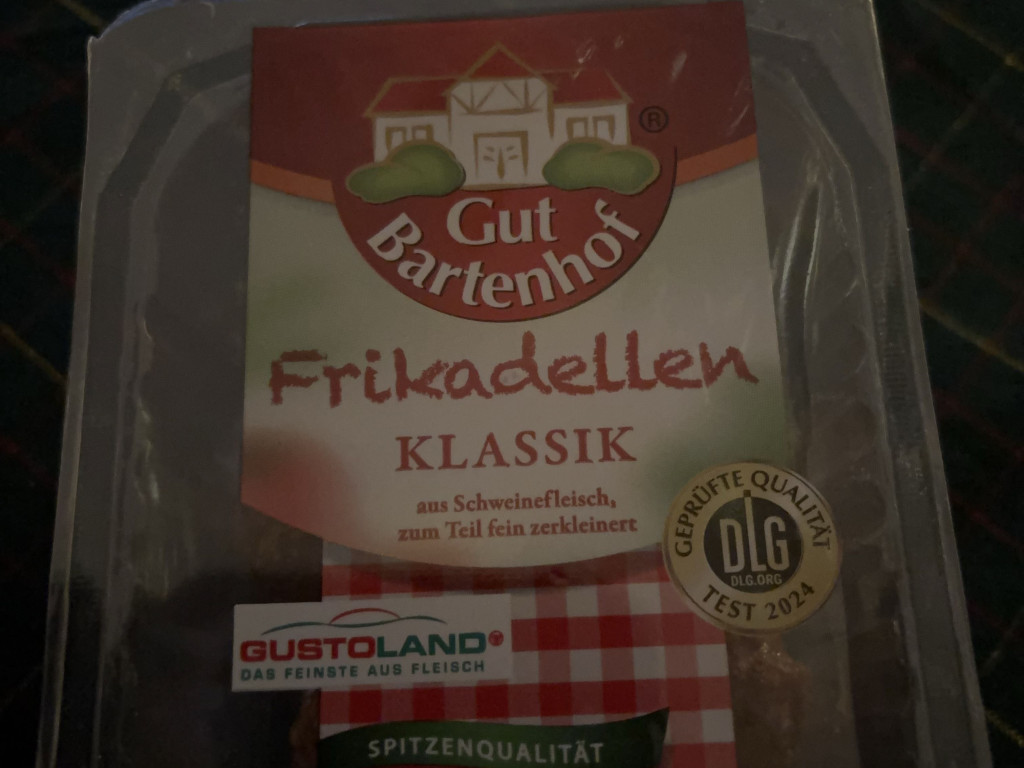 ®
Gut
Bartenhof
Frikadellen
KLASSIK
aus Schweinefleisch,
zum Teil fein zerkleinert
GEPRÜFTE QUALITÄT
DLG
DLG.ORG
TEST 2024
GUSTOLAND
DAS FEINSTE AUS FLEISCH
SPITZENQUALITÄT